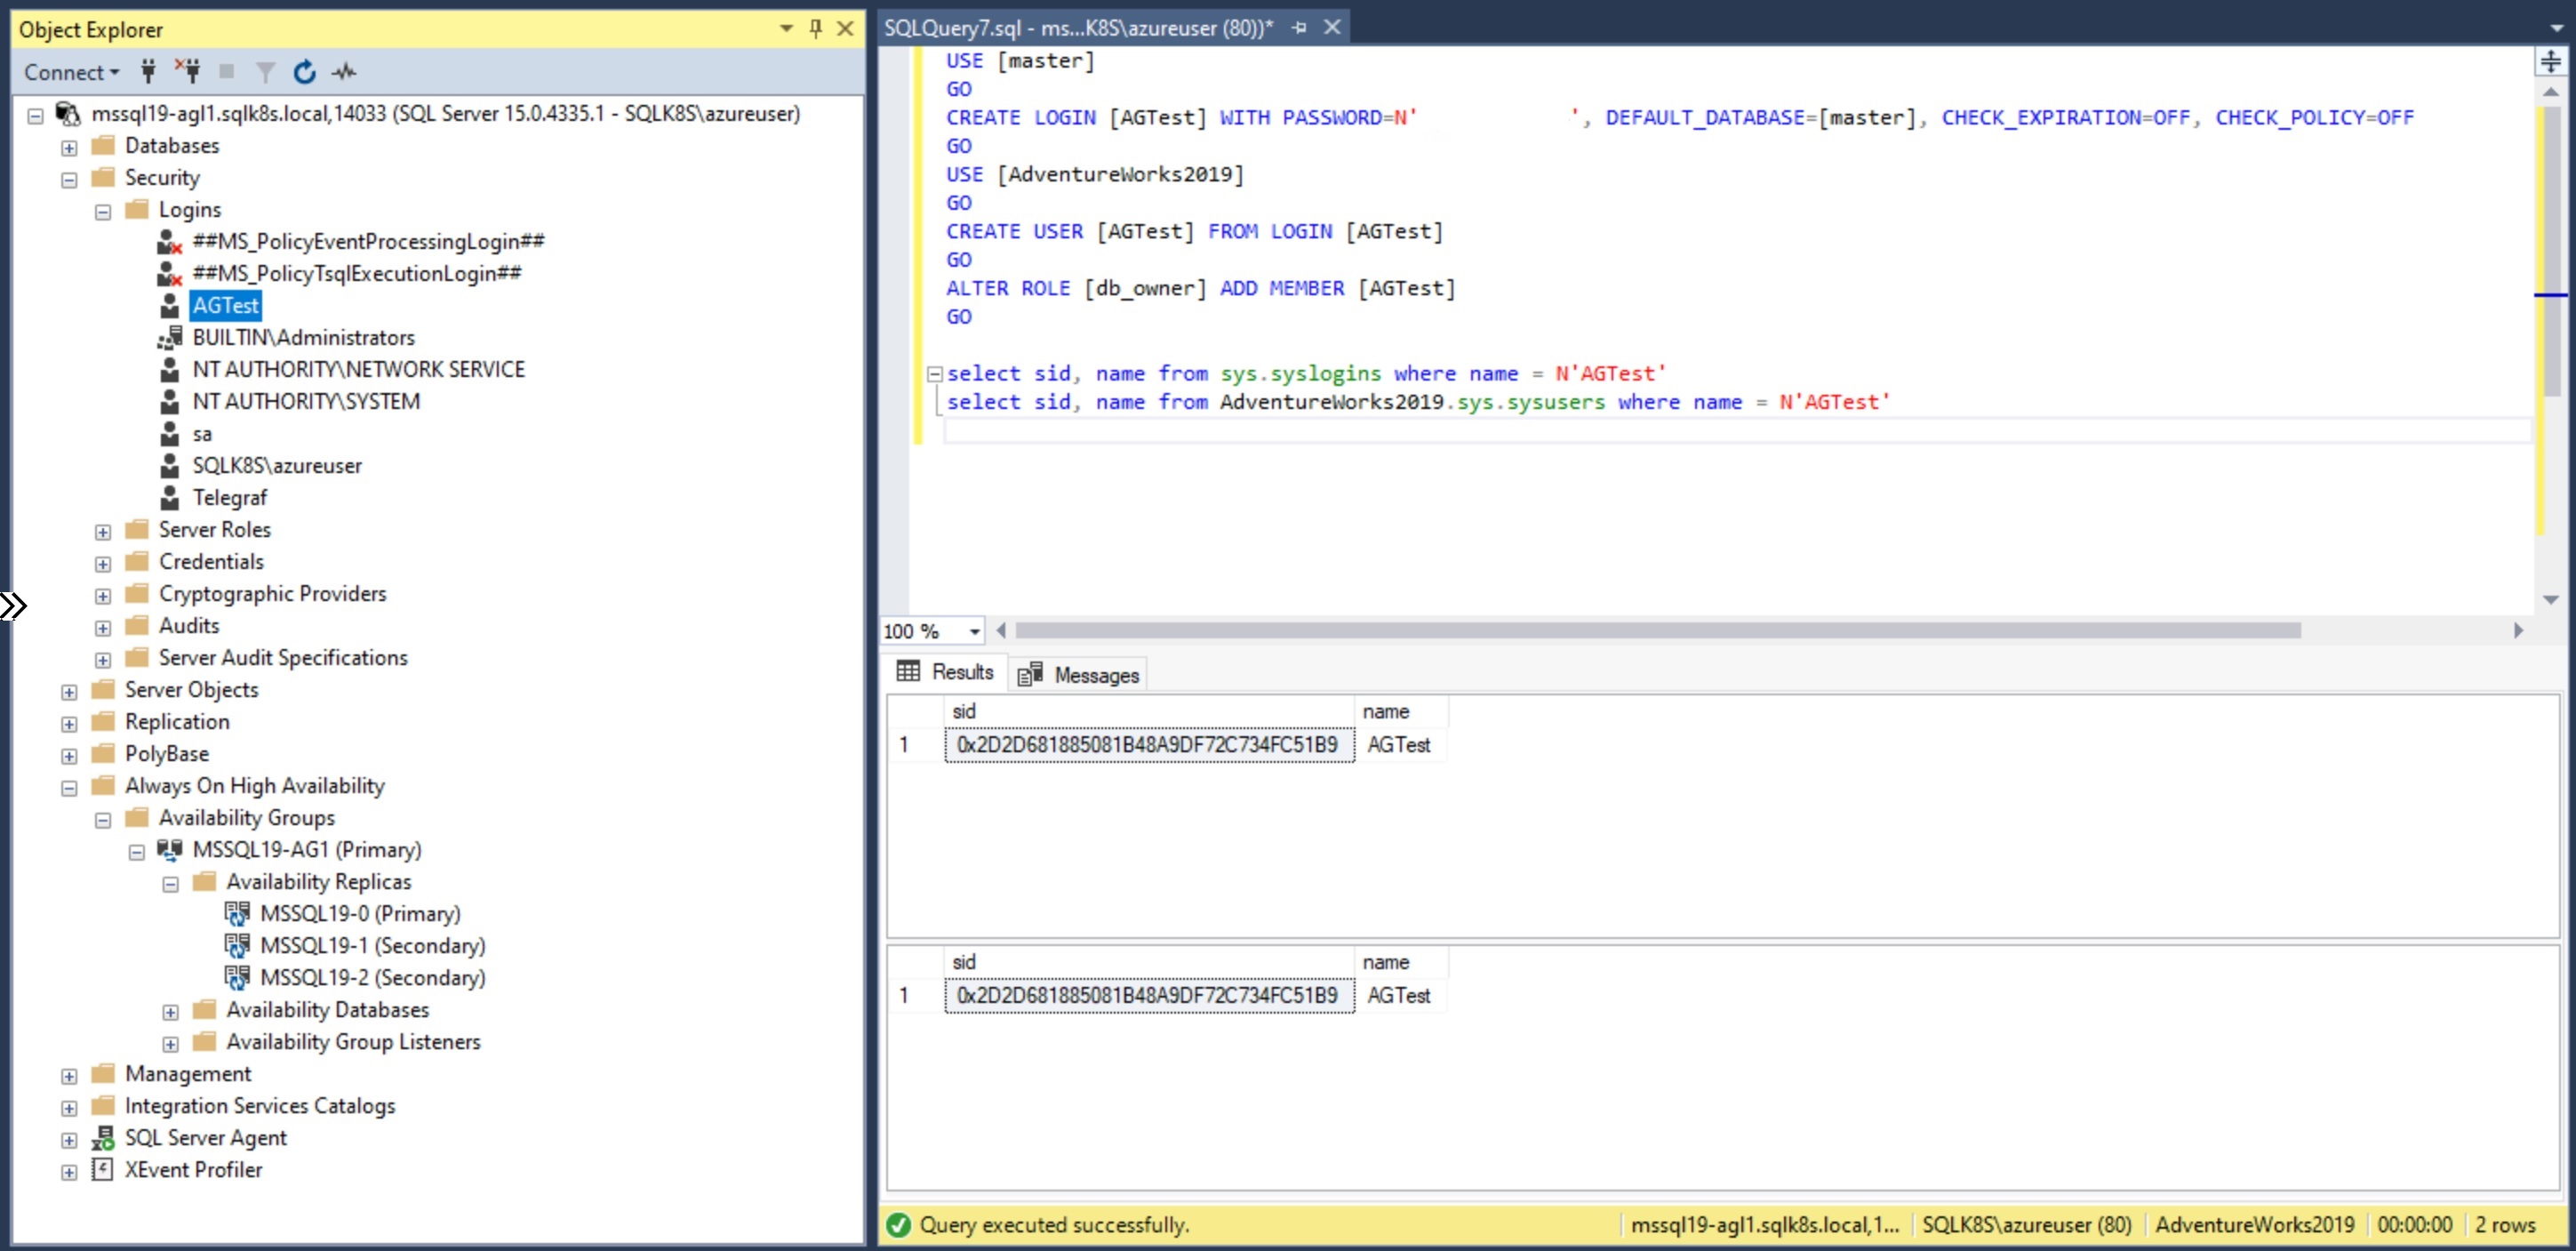 Object Explorer
Connect
mssql19-agl1.sqlk8s.local,14033 (SQL Server 15.0.4335.1 - SQLK8S\azureuser)
Databases
Security
Logins
##MS_PolicyEventProcessingLogin##
##MS_PolicyTsqlExecutionLogin##
AGTest
BUILTIN\Administrators
NT AUTHORITY\NETWORK SERVICE
NT AUTHORITY\SYSTEM
sa
SQLK8S\azureuser
Telegraf
Server Roles
Credentials
Cryptographic Providers
Audits
Server Audit Specifications
Server Objects
Replication
PolyBase
Always On High Availability
Availability Groups
MSSQL19-AG1 (Primary)
Availability Replicas
MSSQL19-0 (Primary)
MSSQL19-1 (Secondary)
MSSQL19-2 (Secondary)
Availability Databases
Availability Group Listeners
Management
Integration Services Catalogs
SQL Server Agent
XEvent Profiler
SQLQuery7.sql - ms...K8S\azureuser (80))*
USE [master]
GO
CREATE LOGIN [AGTest] WITH PASSWORD=N'             ', DEFAULT_DATABASE=[master], CHECK_EXPIRATION=OFF, CHECK_POLICY=OFF
GO
USE [AdventureWorks2019]
GO
CREATE USER [AGTest] FROM LOGIN [AGTest]
GO
ALTER ROLE [db_owner] ADD MEMBER [AGTest]
GO
select sid, name from sys.syslogins where name = N'AGTest'
select sid, name from AdventureWorks2019.sys.sysusers where name = N'AGTest'
100 %
Results Messages
sid name
1 0x2D2D681885081B48A9DF72C734FC51B9 AGTest
sid name
1 0x2D2D681885081B48A9DF72C734FC51B9 AGTest
Query executed successfully. mssql19-agl1.sqlk8s.local,1... SQLK8S\azureuser (80) AdventureWorks2019 00:00:00 2 rows